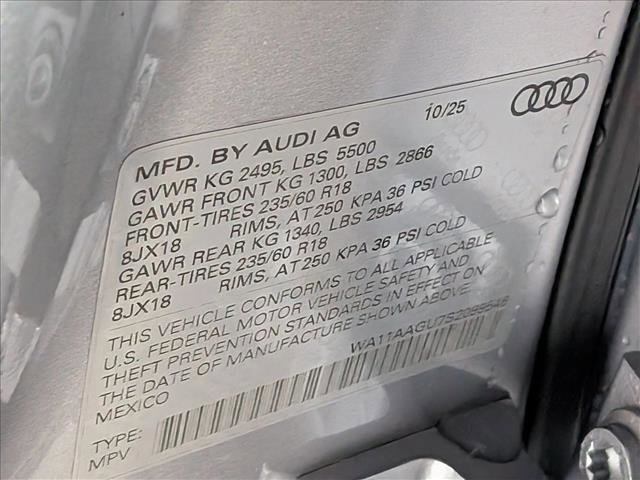 MFD. BY AUDI AG 10/25
GVWR KG 2495, LBS 5500
GAWR FRONT KG 1300, LBS 2866
FRONT-TIRES 235/60 R18
8JX18 RIMS, AT 250 KPA 36 PSI COLD
GAWR REAR KG 1340, LBS 2954
REAR-TIRES 235/60 R18
8JX18 RIMS, AT 250 KPA 36 PSI COLD
THIS VEHICLE CONFORMS TO ALL APPLICABLE
U.S. FEDERAL MOTOR VEHICLE SAFETY AND
THEFT PREVENTION STANDARDS IN EFFECT ON
THE DATE OF MANUFACTURE SHOWN ABOVE.
MEXICO
TYPE:
MPV